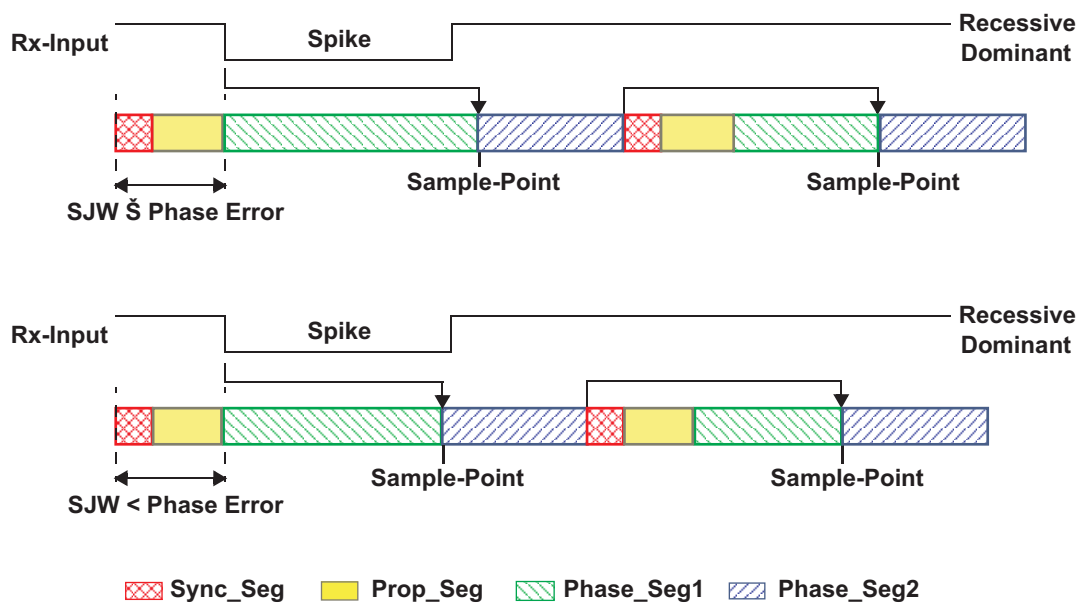 Rx-Input
Spike
Recessive
Dominant
Sample-Point
Sample-Point
SJW Š Phase Error
Rx-Input
Spike
Recessive
Dominant
Sample-Point
Sample-Point
SJW < Phase Error
Sync_Seg
Prop_Seg
Phase_Seg1
Phase_Seg2